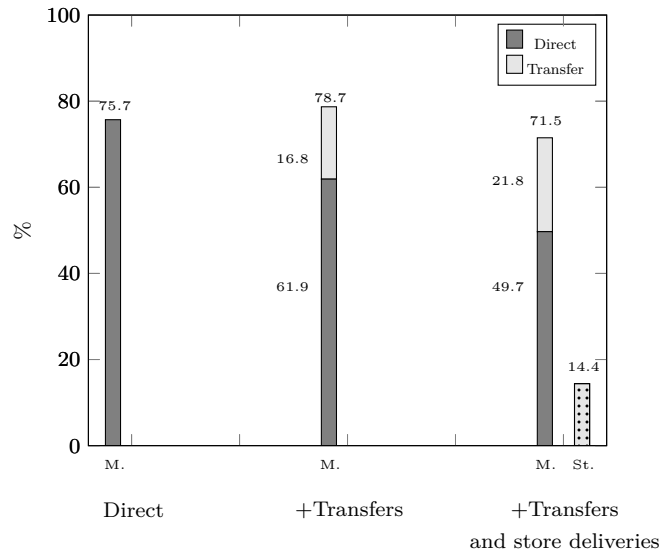 100
80
60
40
20
0
%
Direct
Transfer
75.7
78.7
16.8
61.9
71.5
21.8
49.7
14.4
M.
M.
M. St.
Direct
+Transfers
+Transfers
and store deliveries